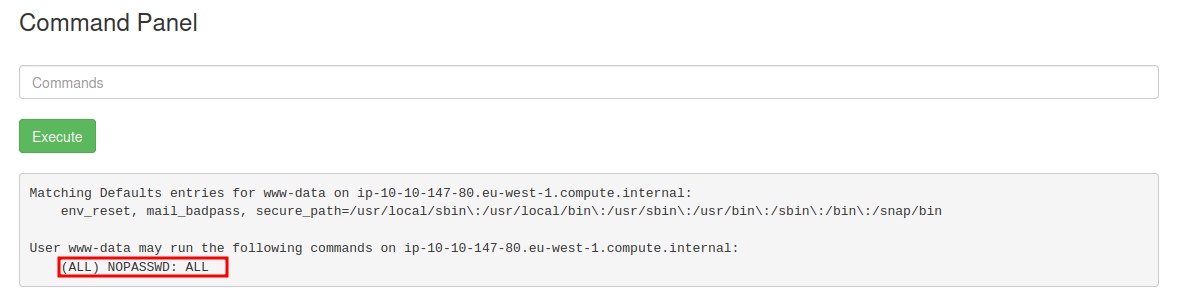 Command Panel
Commands
Execute
Matching Defaults entries for www-data on ip-10-10-147-80.eu-west-1.compute.internal:
env_reset, mail_badpass, secure_path=/usr/local/sbin\:/usr/local/bin\:/usr/sbin\:/usr/bin\:/sbin\:/bin\:/snap/bin
User www-data may run the following commands on ip-10-10-147-80.eu-west-1.compute.internal:
(ALL) NOPASSWD: ALL